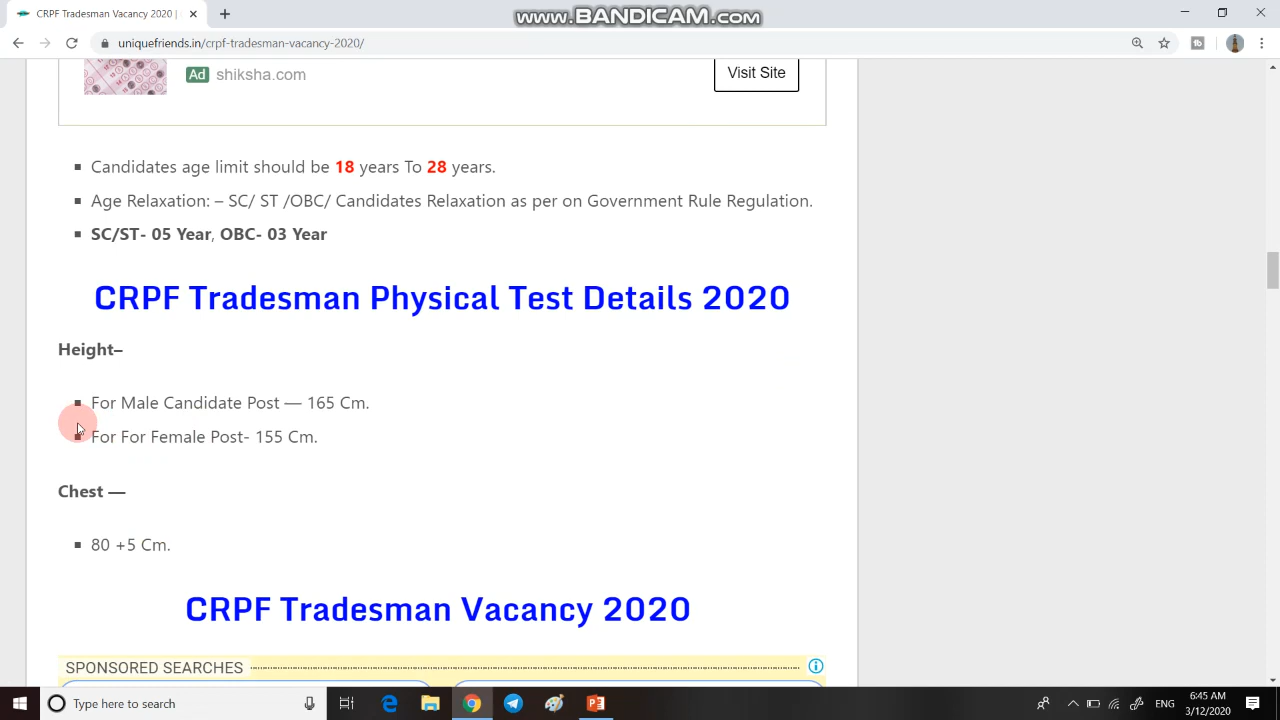 CRPF Tradesman Vacancy 2020 |
www.BANDICAM.com
uniquefriends.in/crpf-tradesman-vacancy-2020/
Ad shiksha.com
Visit Site
Candidates age limit should be 18 years To 28 years.
Age Relaxation: – SC/ ST /OBC/ Candidates Relaxation as per on Government Rule Regulation.
SC/ST- 05 Year, OBC- 03 Year
CRPF Tradesman Physical Test Details 2020
Height–
For Male Candidate Post — 165 Cm.
For For Female Post- 155 Cm.
Chest —
80 +5 Cm.
CRPF Tradesman Vacancy 2020
SPONSORED SEARCHES
Type here to search
ENG
6:45 AM
3/12/2020